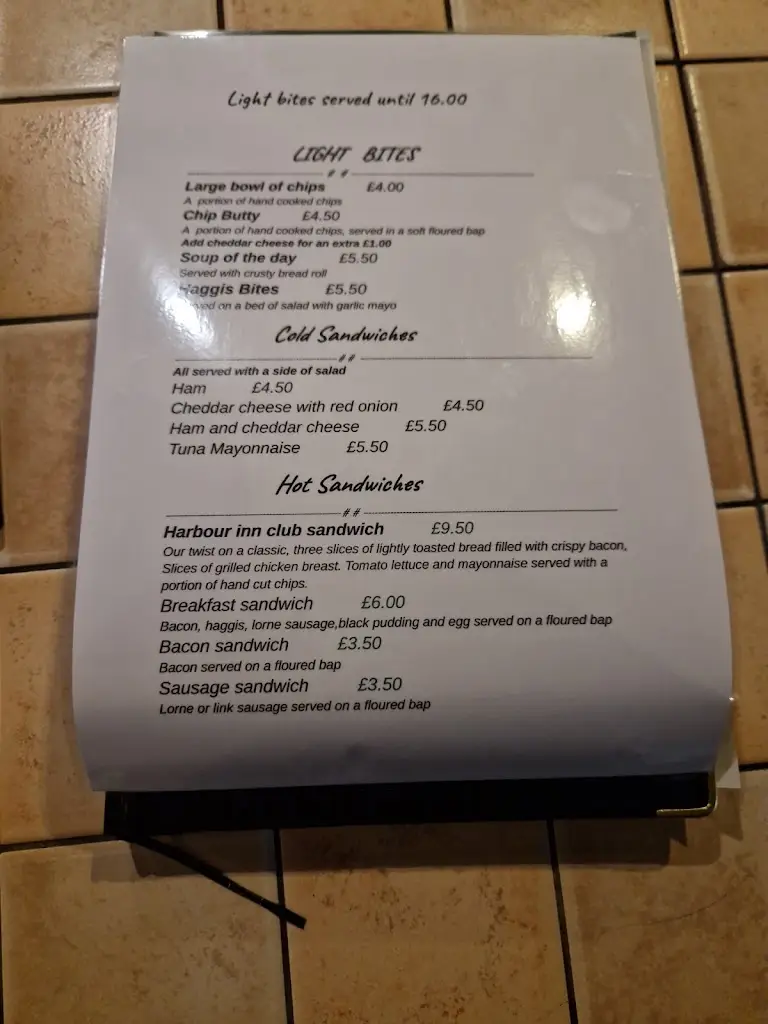 Light bites served until 16.00
LIGHT BITES
##
Large bowl of chips £4.00
A portion of hand cooked chips
Chip Butty £4.50
A portion of hand cooked chips, served in a soft floured bap
Add cheddar cheese for an extra £1.00
Soup of the day £5.50
Served with crusty bread roll
Haggis Bites £5.50
on a bed of salad with garlic mayo
Cold Sandwiches
##
All served with a side of salad
Ham £4.50
Cheddar cheese with red onion £4.50
Ham and cheddar cheese £5.50
Tuna Mayonnaise £5.50
Hot Sandwiches
##
Harbour inn club sandwich £9.50
Our twist on a classic, three slices of lightly toasted bread filled with crispy bacon,
Slices of grilled chicken breast. Tomato lettuce and mayonnaise served with a
portion of hand cut chips.
Breakfast sandwich £6.00
Bacon, haggis, lorne sausage,black pudding and egg served on a floured bap
Bacon sandwich £3.50
Bacon served on a floured bap
Sausage sandwich £3.50
Lorne or link sausage served on a floured bap